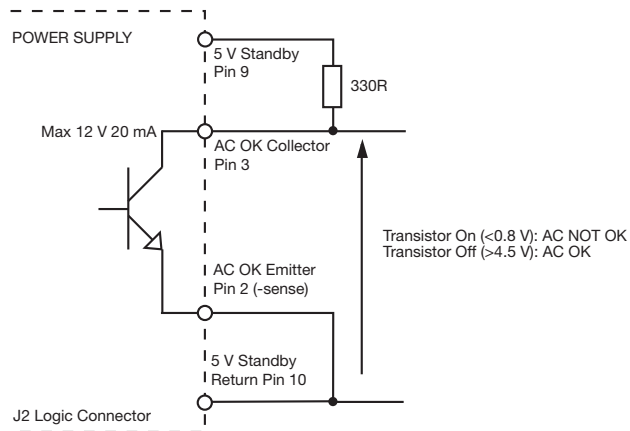 POWER SUPPLY
5 V Standby
Pin 9
330R
Max 12 V 20 mA
AC OK Collector
Pin 3
Transistor On (<0.8 V): AC NOT OK
Transistor Off (>4.5 V): AC OK
AC OK Emitter
Pin 2 (-sense)
5 V Standby
Return Pin 10
J2 Logic Connector